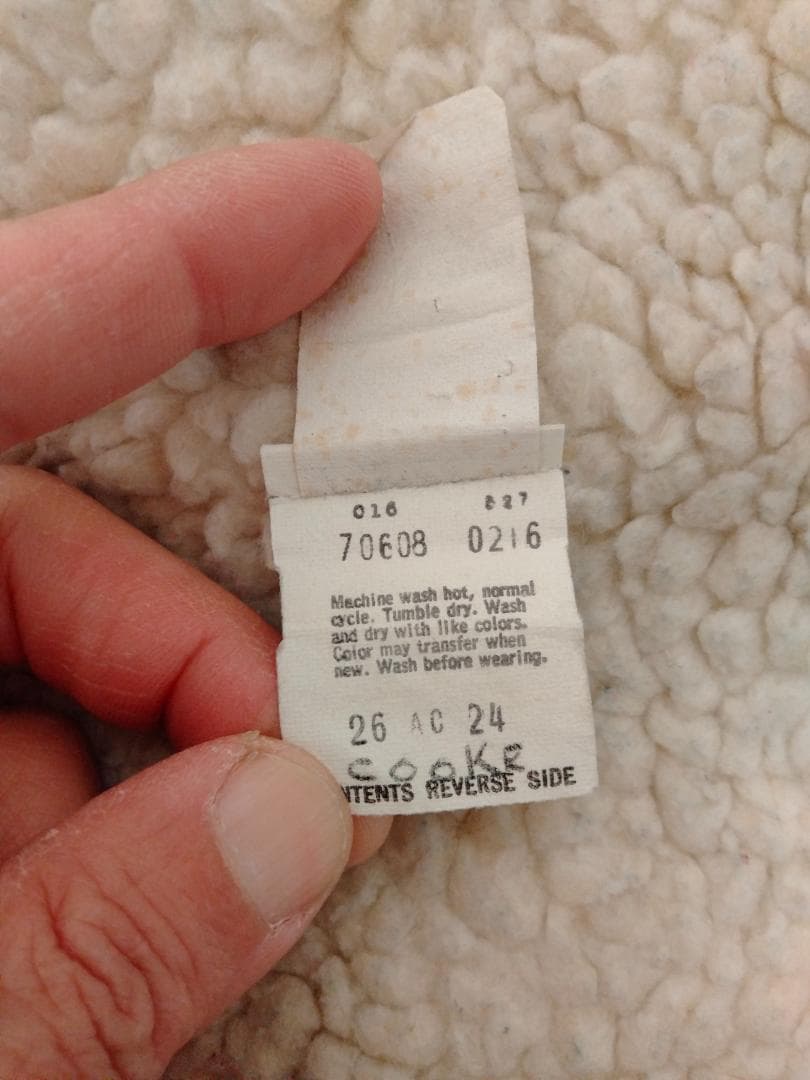 016 827
70608 0216
Machine wash hot, normal
cycle. Tumble dry. Wash
and dry with like colors.
Color may transfer when
new. Wash before wearing.
26 AC 24
COOKE
NTENTS REVERSE SIDE